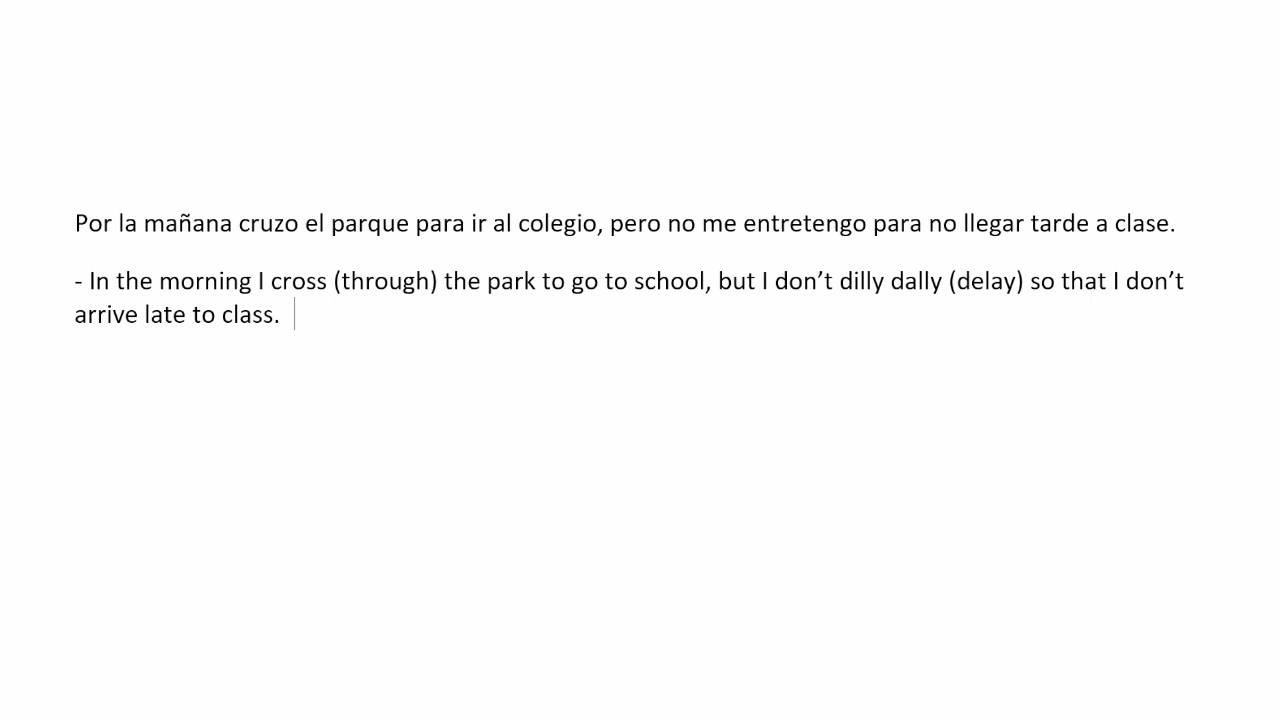 Por la mañana cruzo el parque para ir al colegio, pero no me entretengo para no llegar tarde a clase.
- In the morning I cross (through) the park to go to school, but I don’t dilly dally (delay) so that I don’t
arrive late to class.